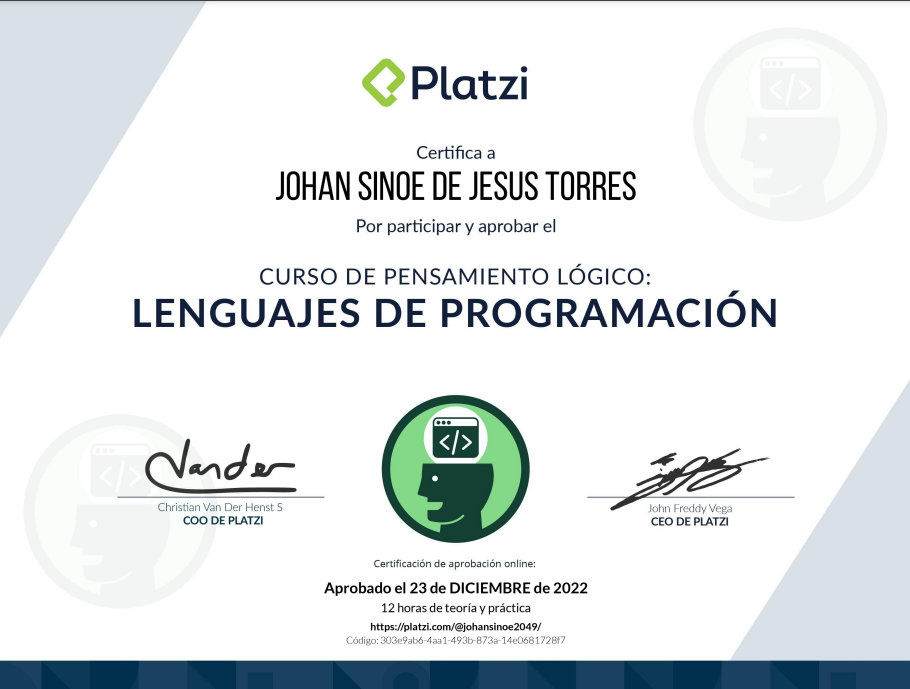 Platzi
Certifica a
JOHAN SINOE DE JESUS TORRES
Por participar y aprobar el
CURSO DE PENSAMIENTO LÓGICO:
LENGUAJES DE PROGRAMACIÓN
</>
</>
</>
Vander
Christian Van Der Henst S
COO DE PLATZI
John Freddy Vega
CEO DE PLATZI
Certificación de aprobación online:
Aprobado el 23 de DICIEMBRE de 2022
12 horas de teoría y práctica
https://platzi.com/@johansinoe2049/
Código: 303e9ab6-4aa1-493b-873a-14e0681728f7